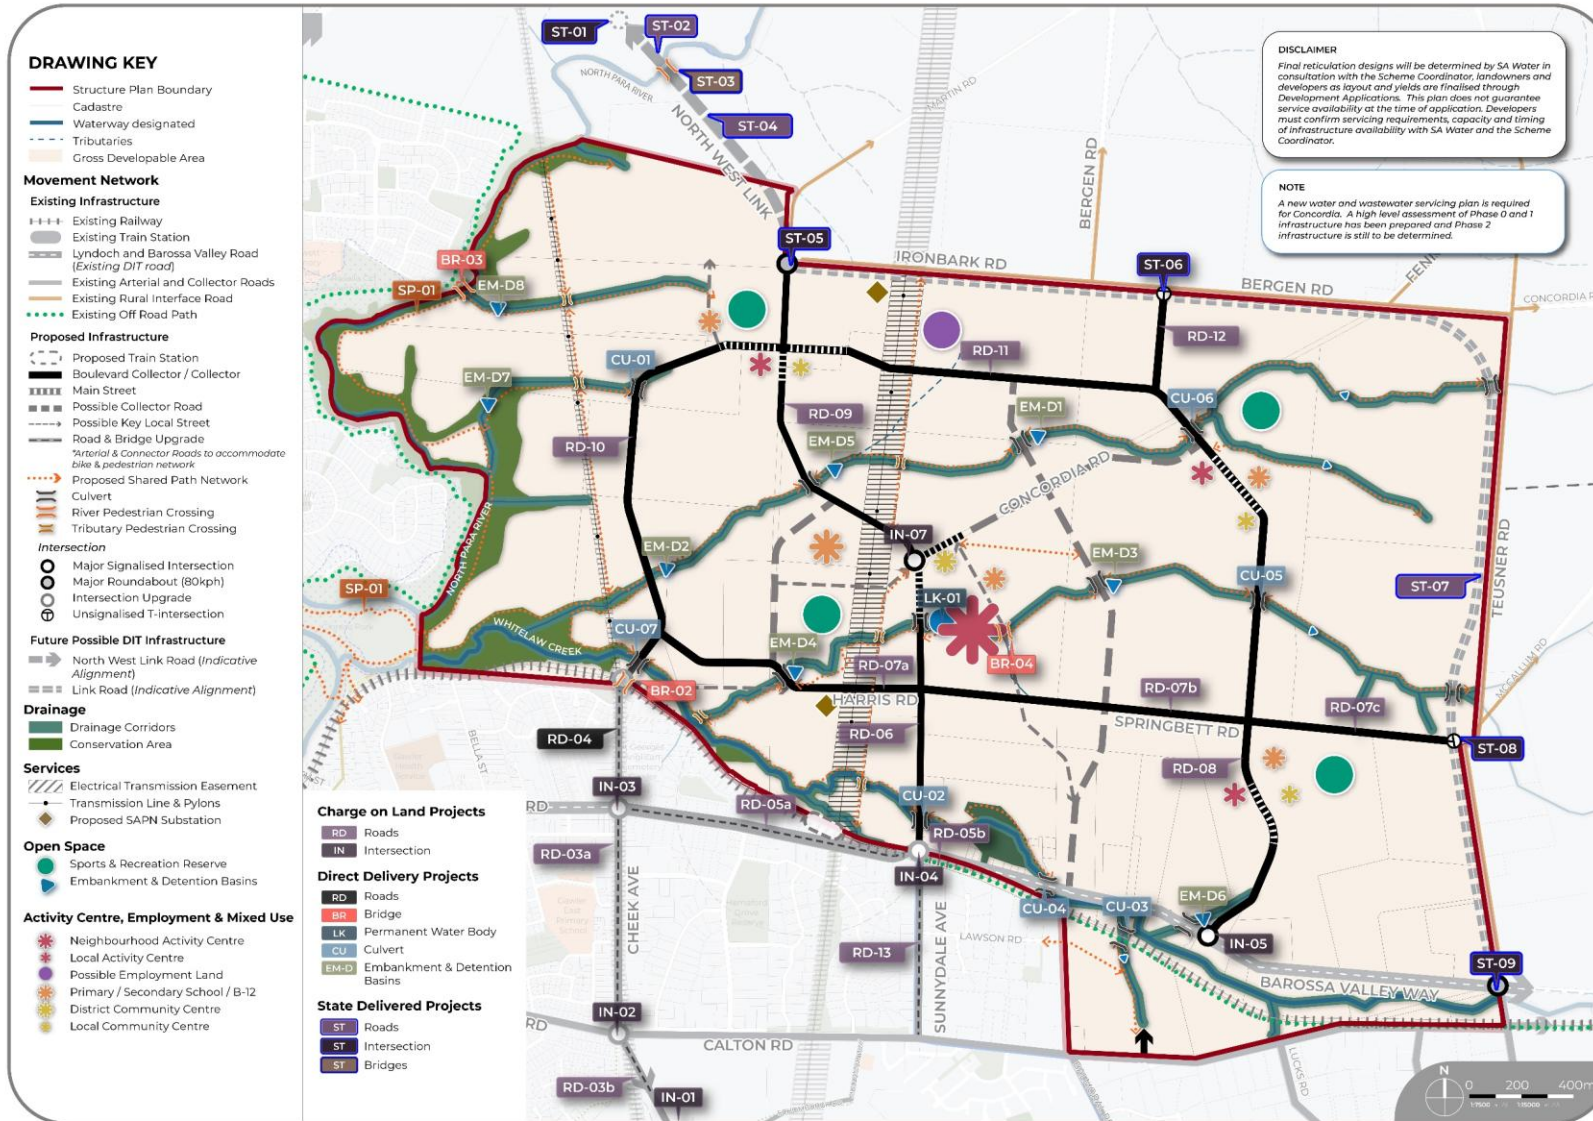 DRAWING KEY
Structure Plan Boundary
Cadastre
Waterway designated
Tributaries
Gross Developable Area
Movement Network
Existing Infrastructure
Existing Railway
Existing Train Station
Lyndoch and Barossa Valley Road
(Existing DIT road)
Existing Arterial and Collector Roads
Existing Rural Interface Road
Existing Off Road Path
Proposed Infrastructure
Proposed Train Station
Boulevard Collector / Collector
Main Street
Possible Collector Road
Possible Key Local Street
Road & Bridge Upgrade
*Arterial & Connector Roads to accommodate
bike & pedestrian network
Proposed Shared Path Network
Culvert
River Pedestrian Crossing
Tributary Pedestrian Crossing
Intersection
Major Signalised Intersection
Major Roundabout (80kph)
Intersection Upgrade
Unsignalised T-intersection
Future Possible DIT Infrastructure
North West Link Road (Indicative
Alignment)
Link Road (Indicative Alignment)
Drainage
Drainage Corridors
Conservation Area
Services
Electrical Transmission Easement
Transmission Line & Pylons
Proposed SAPN Substation
Open Space
Sports & Recreation Reserve
Embankment & Detention Basins
Activity Centre, Employment & Mixed Use
Neighbourhood Activity Centre
Local Activity Centre
Possible Employment Land
Primary / Secondary School / B-12
District Community Centre
Local Community Centre
Charge on Land Projects
RD Roads
IN Intersection
Direct Delivery Projects
RD Roads
BR Bridge
LK Permanent Water Body
CU Culvert
EM-D Embankment & Detention
Basins
State Delivered Projects
ST Roads
ST Intersection
ST Bridges
DISCLAIMER
Final reticulation designs will be determined by SA Water in
consultation with the Scheme Coordinator, landowners and
developers as layout and yields are finalised through
Development Applications. This plan does not guarantee
service availability at the time of application. Developers
must confirm servicing requirements, capacity and timing
of infrastructure availability with SA Water and the Scheme
Coordinator.
NOTE
A new water and wastewater servicing plan is required
for Concordia. A high level assessment of Phase 0 and 1
infrastructure has been prepared and Phase 2
infrastructure is still to be determined.
ST-01
ST-02
ST-03
ST-04
NORTH PARA RIVER
NORTH WEST LINK
MARTIN RD
BERGEN RD
ST-05
IRONBARK RD
ST-06
BERGEN RD
CONCORDIA RD
BR-03
SP-01
EM-D8
RD-12
RD-11
CU-01
EM-D7
RD-09
EM-D1
CU-06
RD-10
EM-D5
CONCORDIA RD
NORTH PARA RIVER
EM-D2
IN-07
EM-D3
CU-05
ST-07
TEUSNER RD
SP-01
LK-01
WHITELAW CREEK
CU-07
EM-D4
RD-07a
BR-04
MCCALLUM RD
BR-02
HARRIS RD
RD-07b
RD-07c
SPRINGBETT RD
ST-08
RD-04
RD-06
RD-08
BELLA ST
IN-03
RD
CU-02
RD-05a
RD-05b
RD-03a
IN-04
CHEEK AVE
CU-04
CU-03
EM-D6
IN-05
RD-13
LAWSON RD
SUNNYDALE AVE
ST-09
BAROSSA VALLEY WAY
IN-02
RD
CALTON RD
LUCKS RD
RD-03b
IN-01
N
0 200 400m